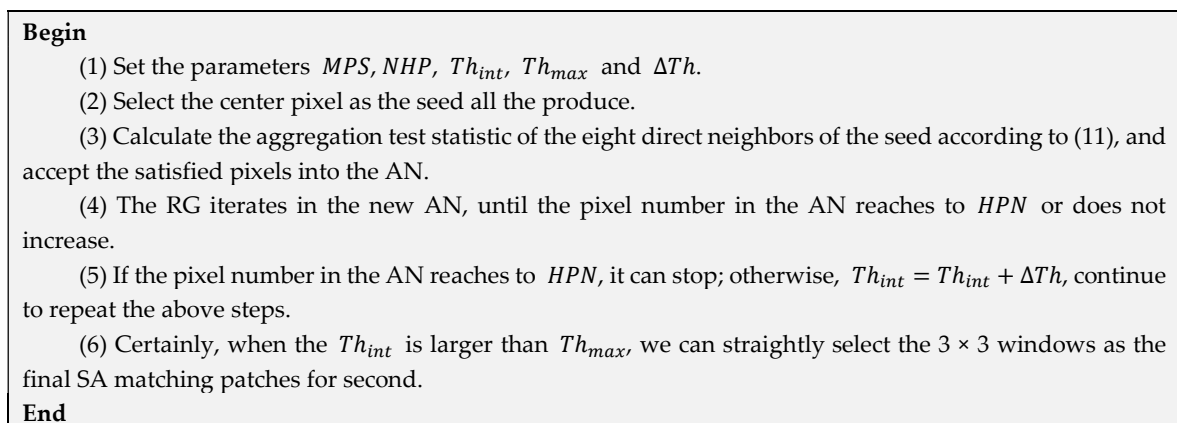 Begin
(1) Set the parameters MPS, NHP, Th_int, Th_max and ΔTh.
(2) Select the center pixel as the seed all the produce.
(3) Calculate the aggregation test statistic of the eight direct neighbors of the seed according to (11), and
accept the satisfied pixels into the AN.
(4) The RG iterates in the new AN, until the pixel number in the AN reaches to HPN or does not
increase.
(5) If the pixel number in the AN reaches to HPN, it can stop; otherwise, Th_int = Th_int + ΔTh, continue
to repeat the above steps.
(6) Certainly, when the Th_int is larger than Th_max, we can straightly select the 3 × 3 windows as the
final SA matching patches for second.
End